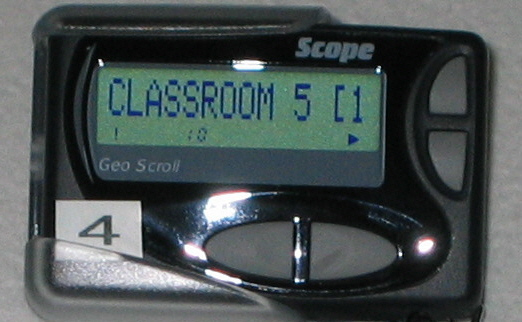 Scope
CLASSROOM 5 [1
Geo Scroll
4